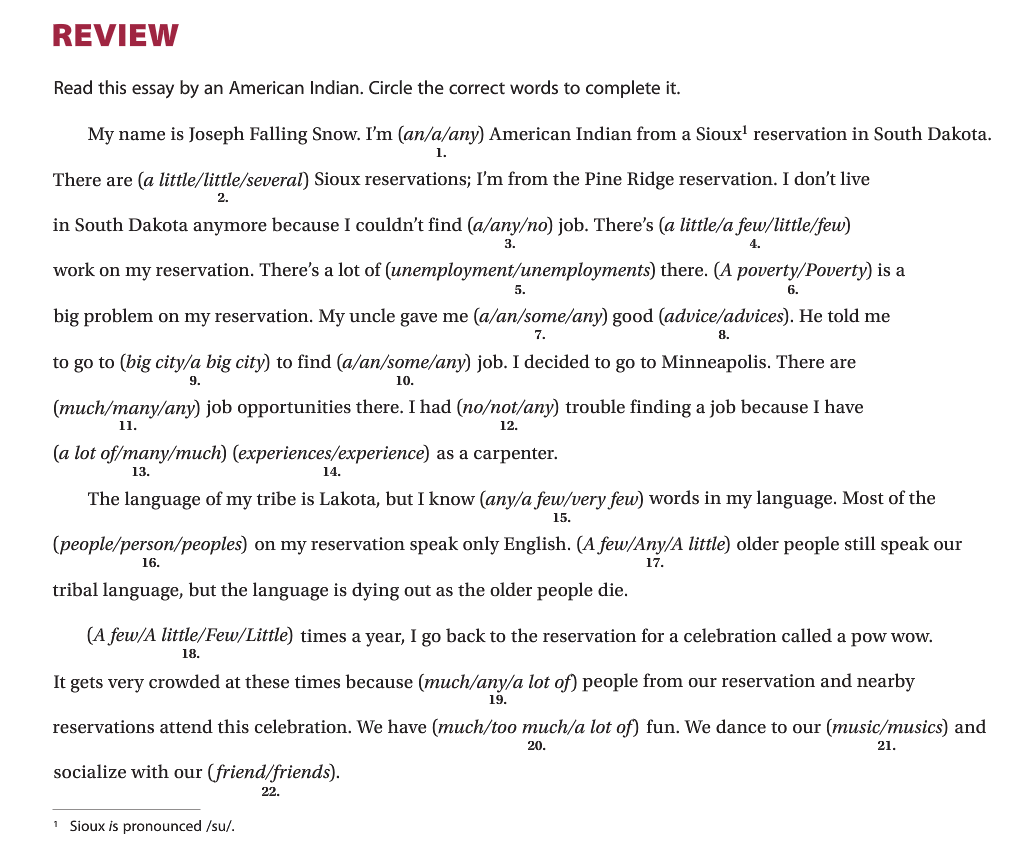 REVIEW
Read this essay by an American Indian. Circle the correct words to complete it.
My name is Joseph Falling Snow. I'm (an/a/any) American Indian from a Sioux¹ reservation in South Dakota.
1.
There are (a little/little/several) Sioux reservations; I'm from the Pine Ridge reservation. I don't live
2.
in South Dakota anymore because I couldn't find (a/any/no) job. There's (a little/a few/little/few)
3. 4.
work on my reservation. There's a lot of (unemployment/unemployments) there. (A poverty/Poverty) is a
5. 6.
big problem on my reservation. My uncle gave me (a/an/some/any) good (advice/advices). He told me
7. 8.
to go to (big city/a big city) to find (a/an/some/any) job. I decided to go to Minneapolis. There are
9. 10.
(much/many/any) job opportunities there. I had (no/not/any) trouble finding a job because I have
11. 12.
(a lot of/many/much) (experiences/experience) as a carpenter.
13. 14.
The language of my tribe is Lakota, but I know (any/a few/very few) words in my language. Most of the
15.
(people/person/peoples) on my reservation speak only English. (A few/Any/A little) older people still speak our
16. 17.
tribal language, but the language is dying out as the older people die.
(A few/A little/Few/Little) times a year, I go back to the reservation for a celebration called a pow wow.
18.
It gets very crowded at these times because (much/any/a lot of) people from our reservation and nearby
19.
reservations attend this celebration. We have (much/too much/a lot of) fun. We dance to our (music/musics) and
20. 21.
socialize with our (friend/friends).
22.
¹ Sioux is pronounced /su/.